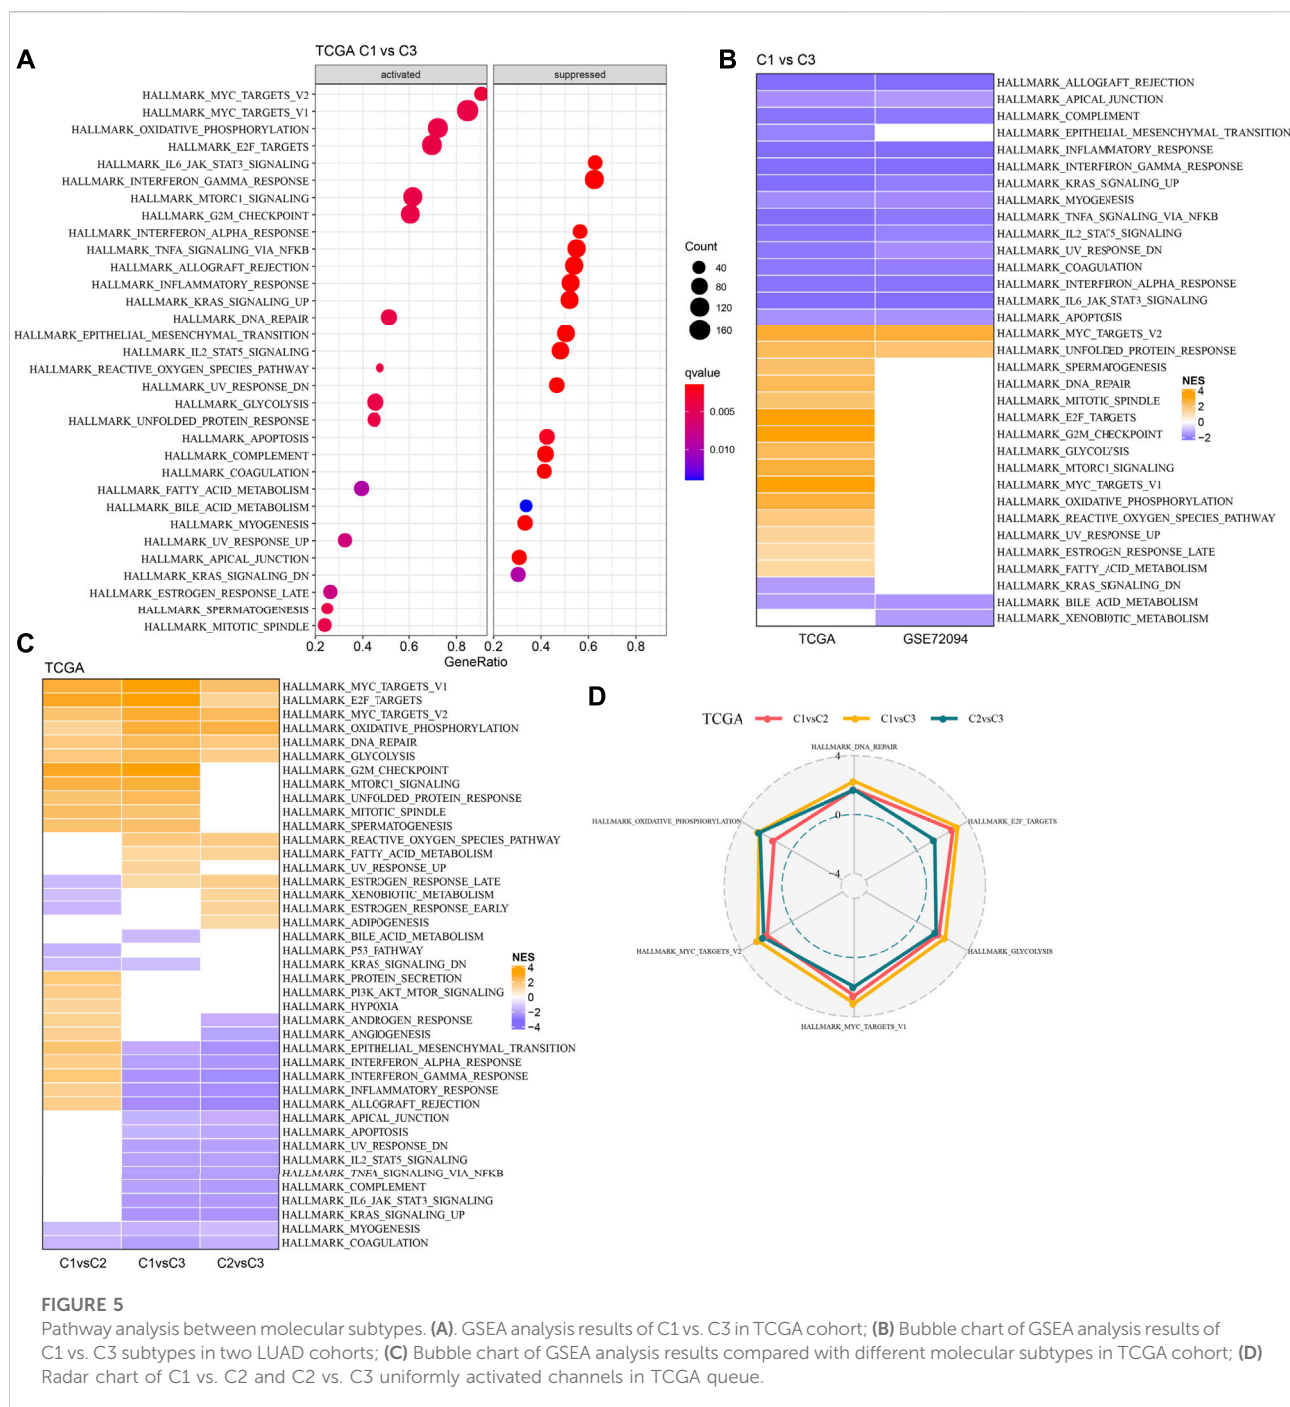 A
TCGA C1 vs C3
activated
suppressed
HALLMARK_MYC_TARGETS_V2
HALLMARK_MYC_TARGETS_V1
HALLMARK_OXIDATIVE_PHOSPHORYLATION
HALLMARK_E2F_TARGETS
HALLMARK_IL6_JAK_STAT3_SIGNALING
HALLMARK_INTERFERON_GAMMA_RESPONSE
HALLMARK_MTORC1_SIGNALING
HALLMARK_G2M_CHECKPOINT
HALLMARK_INTERFERON_ALPHA_RESPONSE
HALLMARK_TNFA_SIGNALING_VIA_NFKB
HALLMARK_ALLOGRAFT_REJECTION
HALLMARK_INFLAMMATORY_RESPONSE
HALLMARK_KRAS_SIGNALING_UP
HALLMARK_DNA_REPAIR
HALLMARK_EPITHELIAL_MESENCHYMAL_TRANSITION
HALLMARK_IL2_STAT5_SIGNALING
HALLMARK_REACTIVE_OXYGEN_SPECIES_PATHWAY
HALLMARK_UV_RESPONSE_DN
HALLMARK_GLYCOLYSIS
HALLMARK_UNFOLDED_PROTEIN_RESPONSE
HALLMARK_APOPTOSIS
HALLMARK_COMPLEMENT
HALLMARK_COAGULATION
HALLMARK_FATTY_ACID_METABOLISM
HALLMARK_BILE_ACID_METABOLISM
HALLMARK_MYOGENESIS
HALLMARK_UV_RESPONSE_UP
HALLMARK_APICAL_JUNCTION
HALLMARK_KRAS_SIGNALING_DN
HALLMARK_ESTROGEN_RESPONSE_LATE
HALLMARK_SPERMATOGENESIS
HALLMARK_MITOTIC_SPINDLE
0.2 0.4 0.6 0.8 0.2 0.4 0.6 0.8
GeneRatio
Count
40
80
120
160
qvalue
0.005
0.010
B
C1 vs C3
HALLMARK_ALLOGRAFT_REJECTION
HALLMARK_APICAL_JUNCTION
HALLMARK_COMPLEMENT
HALLMARK_EPITHELIAL_MESENCHYMAL_TRANSITION
HALLMARK_INFLAMMATORY_RESPONSE
HALLMARK_INTERFERON_GAMMA_RESPONSE
HALLMARK_KRAS_SIGNALING_UP
HALLMARK_MYOGENESIS
HALLMARK_TNFA_SIGNALING_VIA_NFKB
HALLMARK_IL2_STAT5_SIGNALING
HALLMARK_UV_RESPONSE_DN
HALLMARK_COAGULATION
HALLMARK_INTERFERON_ALPHA_RESPONSE
HALLMARK_IL6_JAK_STAT3_SIGNALING
HALLMARK_APOPTOSIS
HALLMARK_MYC_TARGETS_V2
HALLMARK_UNFOLDED_PROTEIN_RESPONSE
HALLMARK_SPERMATOGENESIS
HALLMARK_DNA_REPAIR
HALLMARK_MITOTIC_SPINDLE
HALLMARK_E2F_TARGETS
HALLMARK_G2M_CHECKPOINT
HALLMARK_GLYCOLYSIS
HALLMARK_MTORC1_SIGNALING
HALLMARK_MYC_TARGETS_V1
HALLMARK_OXIDATIVE_PHOSPHORYLATION
HALLMARK_REACTIVE_OXYGEN_SPECIES_PATHWAY
HALLMARK_UV_RESPONSE_UP
HALLMARK_ESTROGEN_RESPONSE_LATE
HALLMARK_FATTY_ACID_METABOLISM
HALLMARK_KRAS_SIGNALING_DN
HALLMARK_BILE_ACID_METABOLISM
HALLMARK_XENOBIOTIC_METABOLISM
TCGA GSE72094
NES
4
2
0
−2
C
TCGA
HALLMARK_MYC_TARGETS_V1
HALLMARK_E2F_TARGETS
HALLMARK_MYC_TARGETS_V2
HALLMARK_OXIDATIVE_PHOSPHORYLATION
HALLMARK_DNA_REPAIR
HALLMARK_GLYCOLYSIS
HALLMARK_G2M_CHECKPOINT
HALLMARK_MTORC1_SIGNALING
HALLMARK_UNFOLDED_PROTEIN_RESPONSE
HALLMARK_MITOTIC_SPINDLE
HALLMARK_SPERMATOGENESIS
HALLMARK_REACTIVE_OXYGEN_SPECIES_PATHWAY
HALLMARK_FATTY_ACID_METABOLISM
HALLMARK_UV_RESPONSE_UP
HALLMARK_ESTROGEN_RESPONSE_LATE
HALLMARK_XENOBIOTIC_METABOLISM
HALLMARK_ESTROGEN_RESPONSE_EARLY
HALLMARK_ADIPOGENESIS
HALLMARK_BILE_ACID_METABOLISM
HALLMARK_P53_PATHWAY
HALLMARK_KRAS_SIGNALING_DN
HALLMARK_PROTEIN_SECRETION
HALLMARK_PI3K_AKT_MTOR_SIGNALING
HALLMARK_HYPOXIA
HALLMARK_ANDROGEN_RESPONSE
HALLMARK_ANGIOGENESIS
HALLMARK_EPITHELIAL_MESENCHYMAL_TRANSITION
HALLMARK_INTERFERON_ALPHA_RESPONSE
HALLMARK_INTERFERON_GAMMA_RESPONSE
HALLMARK_INFLAMMATORY_RESPONSE
HALLMARK_ALLOGRAFT_REJECTION
HALLMARK_APICAL_JUNCTION
HALLMARK_APOPTOSIS
HALLMARK_UV_RESPONSE_DN
HALLMARK_IL2_STAT5_SIGNALING
HALLMARK_TNFA_SIGNALING_VIA_NFKB
HALLMARK_COMPLEMENT
HALLMARK_IL6_JAK_STAT3_SIGNALING
HALLMARK_KRAS_SIGNALING_UP
HALLMARK_MYOGENESIS
HALLMARK_COAGULATION
C1vsC2 C1vsC3 C2vsC3
NES
4
2
0
−2
−4
D
TCGA C1vsC2 C1vsC3 C2vsC3
HALLMARK_DNA_REPAIR
4
0
−4
HALLMARK_OXIDATIVE_PHOSPHORYLATION
HALLMARK_E2F_TARGETS
HALLMARK_MYC_TARGETS_V2
HALLMARK_GLYCOLYSIS
HALLMARK_MYC_TARGETS_V1
FIGURE 5
Pathway analysis between molecular subtypes. (A). GSEA analysis results of C1 vs. C3 in TCGA cohort; (B) Bubble chart of GSEA analysis results of
C1 vs. C3 subtypes in two LUAD cohorts; (C) Bubble chart of GSEA analysis results compared with different molecular subtypes in TCGA cohort; (D)
Radar chart of C1 vs. C2 and C2 vs. C3 uniformly activated channels in TCGA queue.